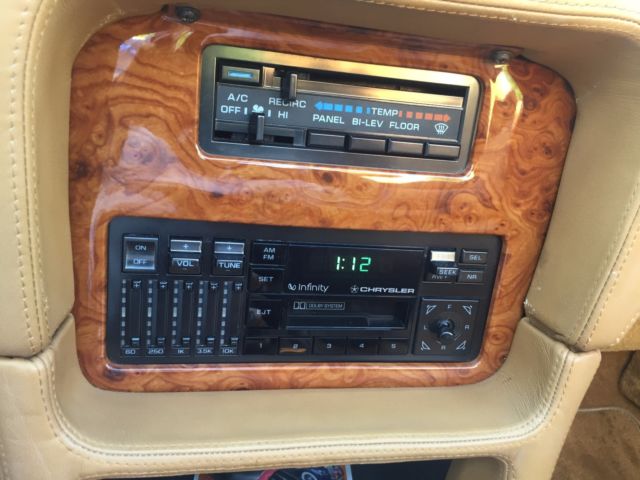 A/C RECIRC TEMP
OFF HI PANEL BI-LEV FLOOR
ON AM
OFF VOL TUNE FM 1:12 SEL
SET Infinity CHRYSLER SEEK NR
DOLBY SYSTEM
EJT F
R R
60 250 1K 3.5K 10K 1 2 3 4 5